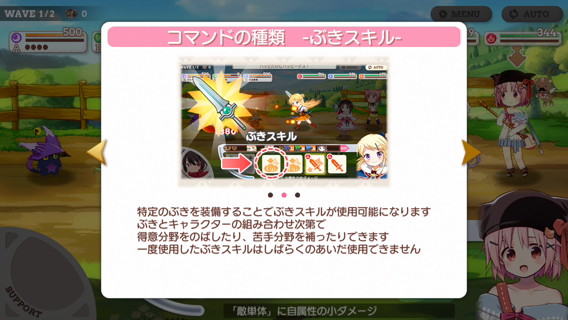 WAVE 1/2
0
MENU
AUTO
500
344
コマンドの種類 -ぶきスキル-
AUTO
ぶきスキル
特定のぶきを装備することでぶきスキルが使用可能になります
ぶきとキャラクターの組み合わせ次第で
得意分野をのばしたり、苦手分野を補ったりできます
一度使用したぶきスキルはしばらくのあいだ使用できません
SUPPORT
「敵単体」に自属性の小ダメージ